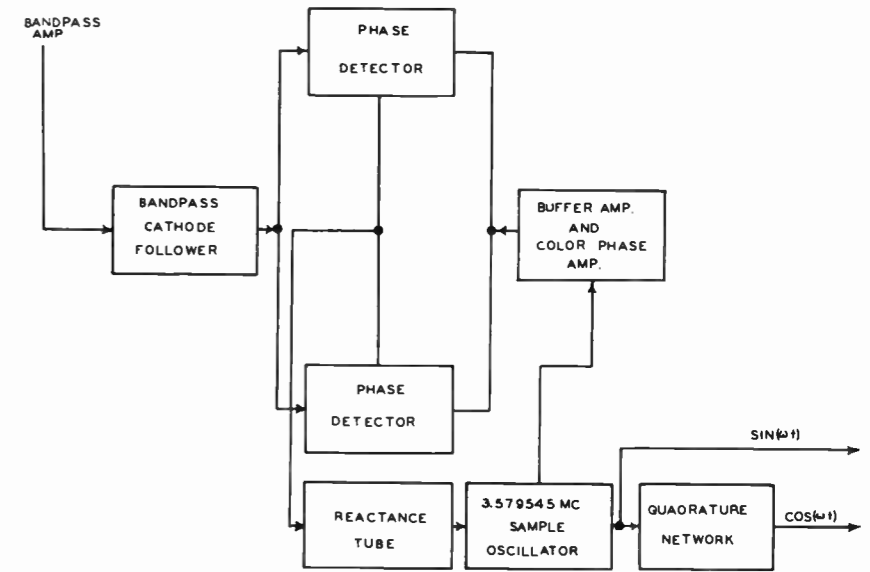 BANDPASS
AMP
PHASE
DETECTOR
BANDPASS
CATHODE
FOLLOWER
BUFFER AMP.
AND
COLOR PHASE
AMP.
PHASE
DETECTOR
SIN(ωt)
REACTANCE
TUBE
3.579545 MC
SAMPLE
OSCILLATOR
QUADRATURE
NETWORK
COS(ωt)